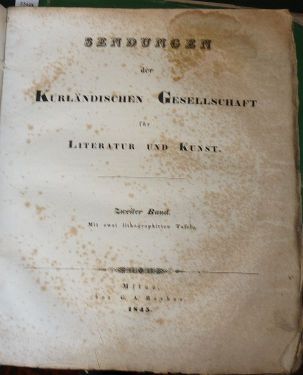 SENDUNGEN
der
KURLÄNDISCHEN GESELLSCHAFT
für
LITERATUR UND KUNST.
Zweiter Band.
Mit zwei lithographirten Tafeln.
Mitau,
bei G. A. Reyher.
1845.